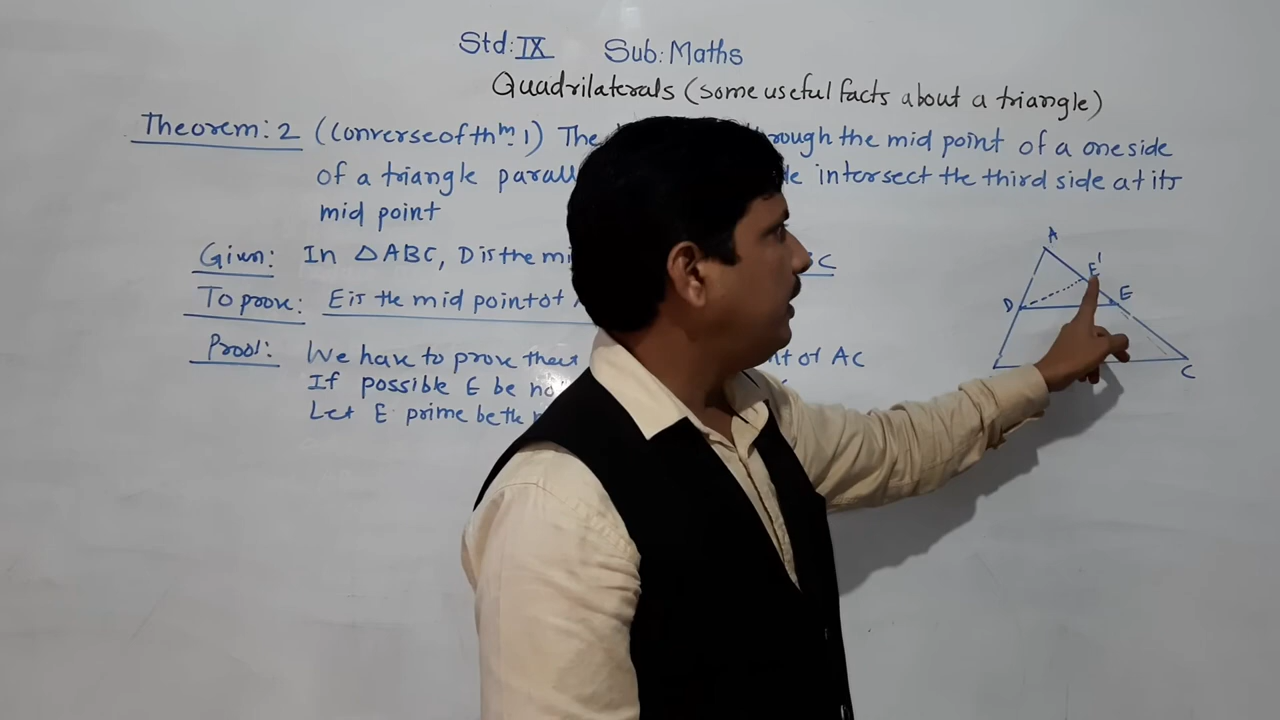 Std: IX Sub: Maths
Quadrilaterals (some useful facts about a triangle)
Theorem: 2 (Converse of thm. 1) The through the mid point of a one side
of a triangle intersect the third side at its
mid point
Given: In △ABC, D is the
To prove: E is the mid point of
Proof: We have to prove that of AC
If possible E be
Let E prime be the
A
E'
D
E
C